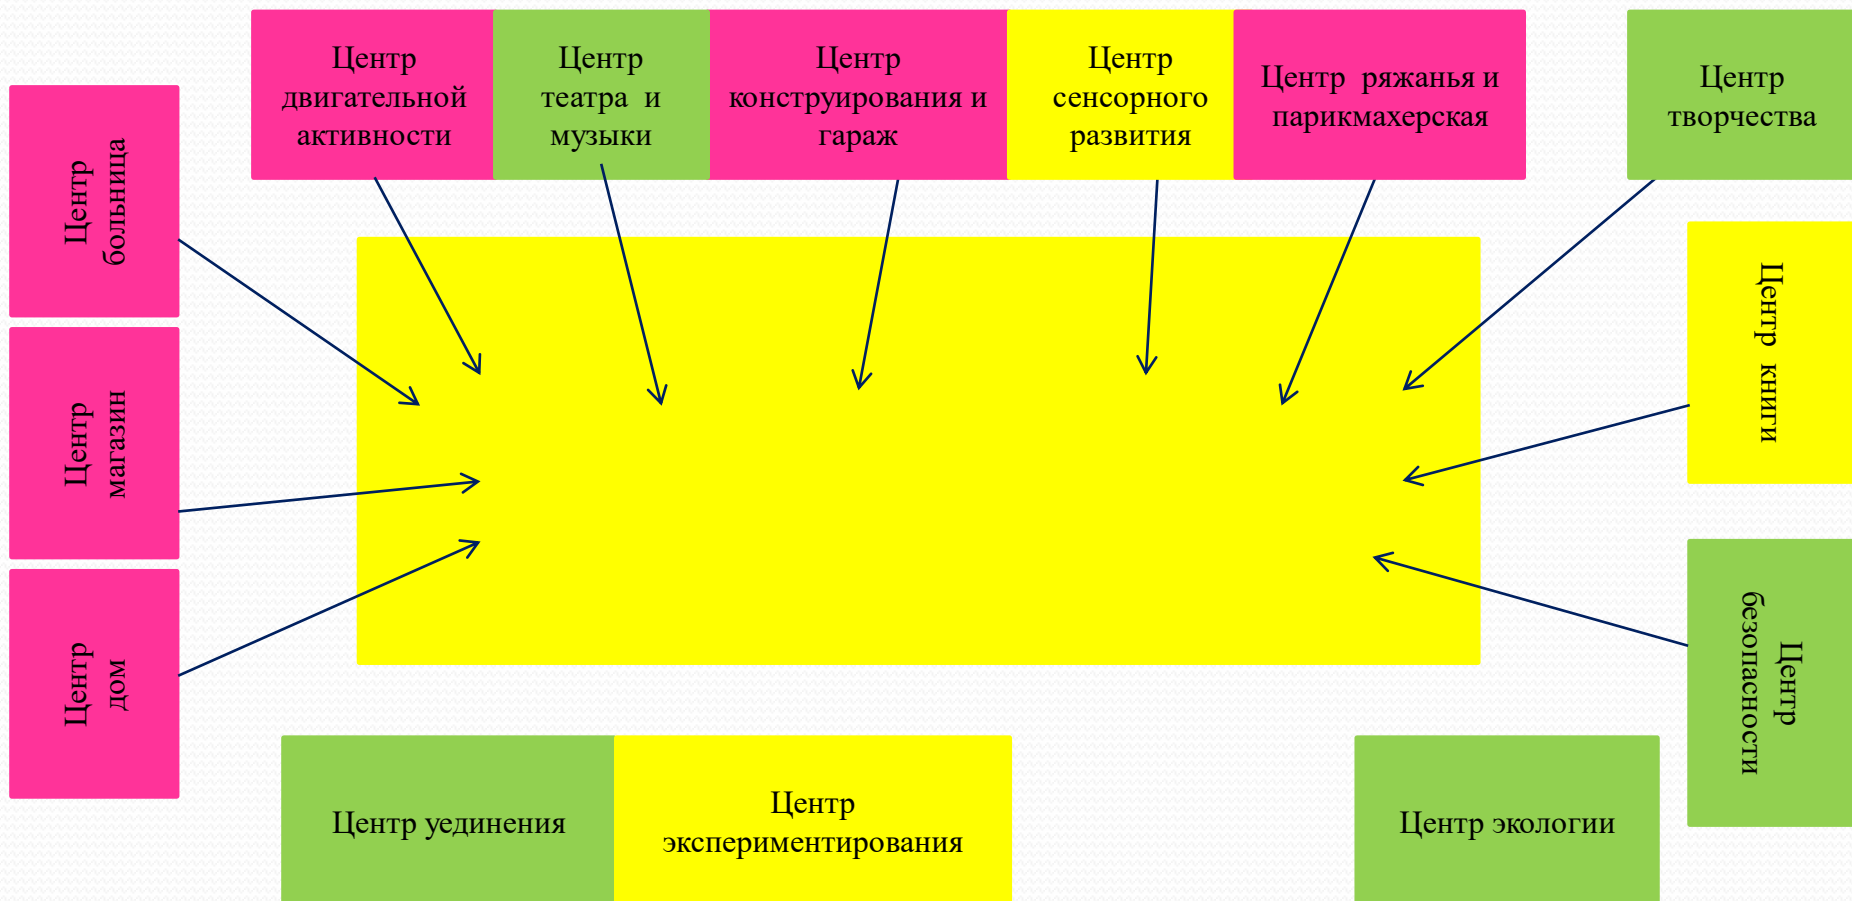 Центр
двигательной
активности
Центр
театра и
музыки
Центр
конструирования и
гараж
Центр
сенсорного
развития
Центр ряжанья и
парикмахерская
Центр
творчества
Центр
больница
Центр
магазин
Центр
дом
Центр книги
Центр
безопасности
Центр уединения
Центр
экспериментирования
Центр экологии